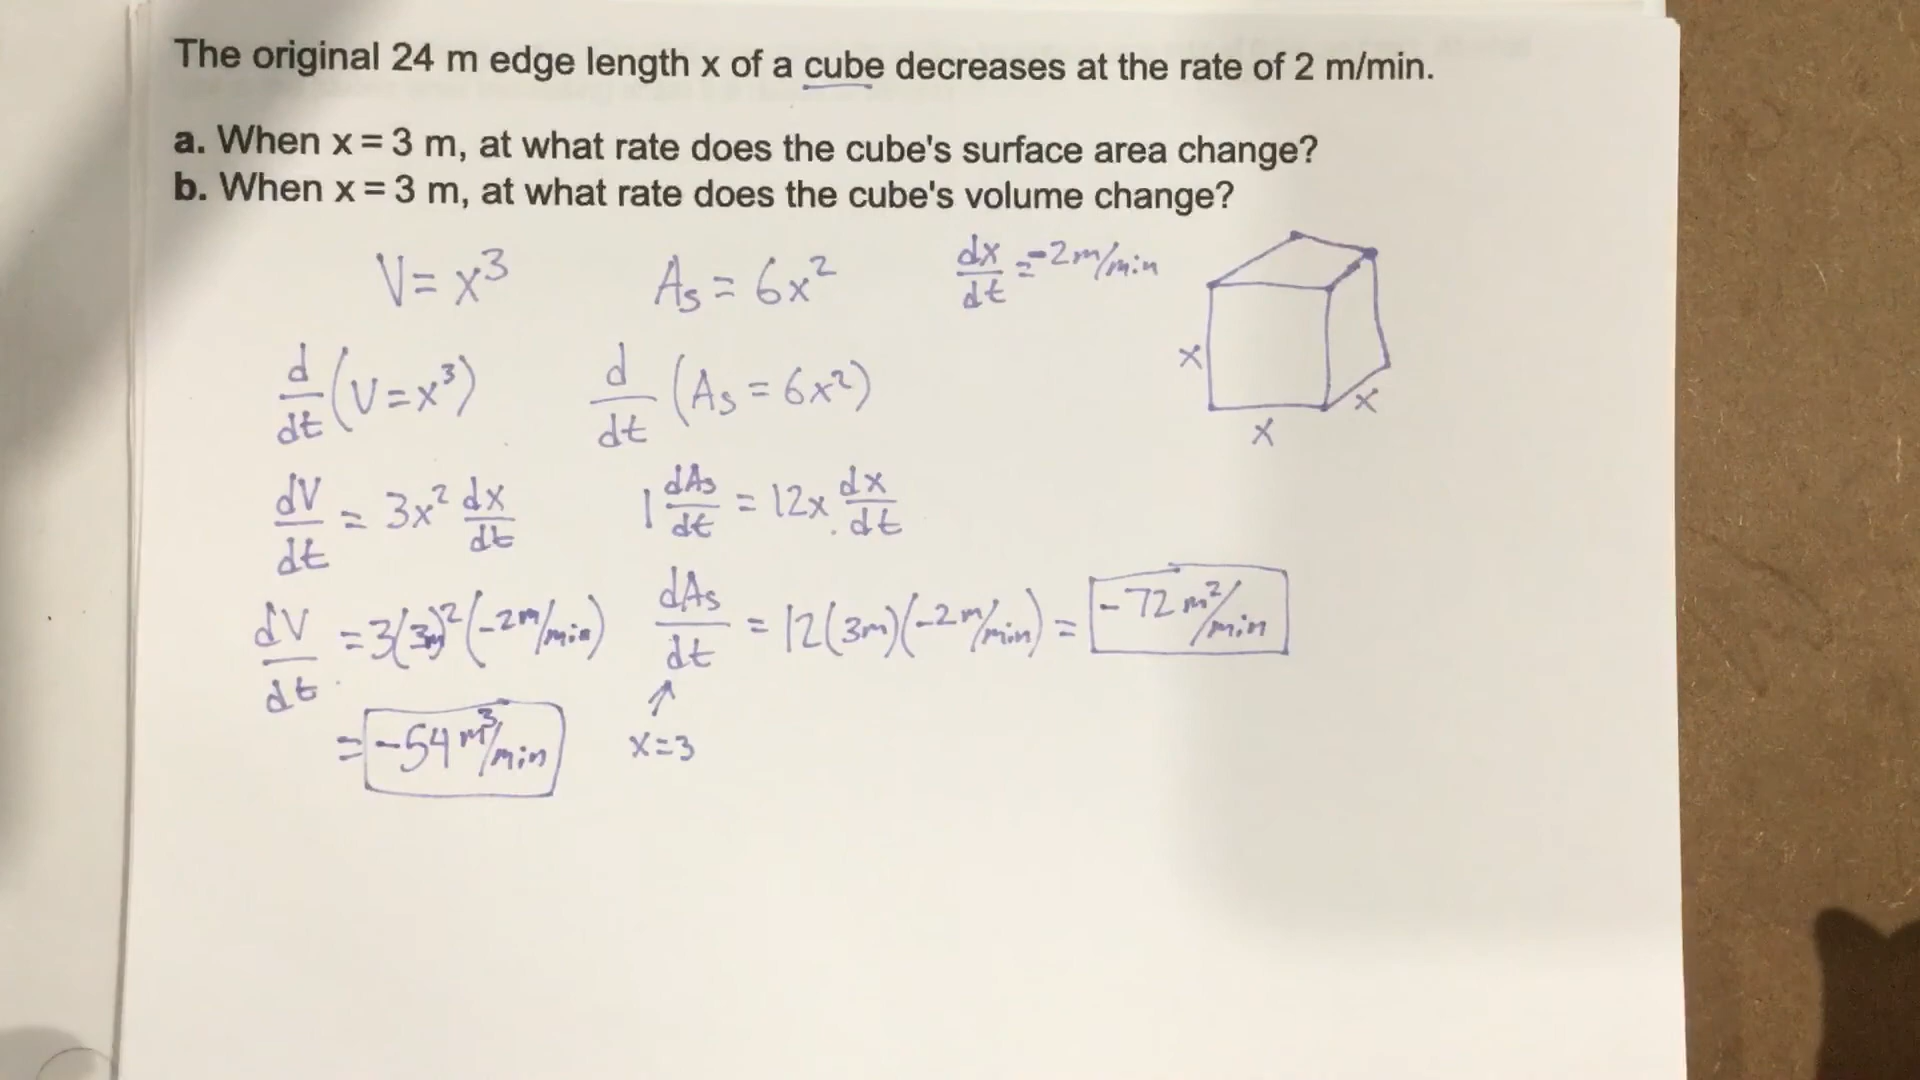 The original 24 m edge length x of a cube decreases at the rate of 2 m/min.
a. When x = 3 m, at what rate does the cube's surface area change?
b. When x = 3 m, at what rate does the cube's volume change?
V = x³
As = 6x²
dx/dt = -2 m/min
x
x
x
d/dt (V = x³)
d/dt (As = 6x²)
dV/dt = 3x² dx/dt
1 dAs/dt = 12x dx/dt
dV/dt = 3(3m)² (-2 m/min)
= -54 m³/min
dAs/dt = 12(3m)(-2 m/min) = -72 m²/min
x=3